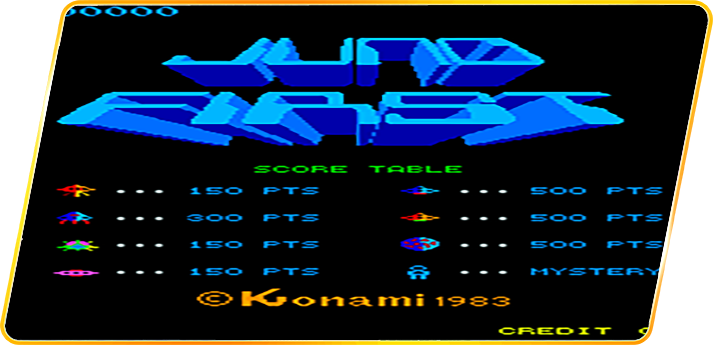 00000
JUNO
FIRST
SCORE TABLE
... 150 PTS ... 500 PTS
... 300 PTS ... 500 PTS
... 150 PTS ... 500 PTS
... 150 PTS ... MYSTERY
© Konami 1983
CREDIT